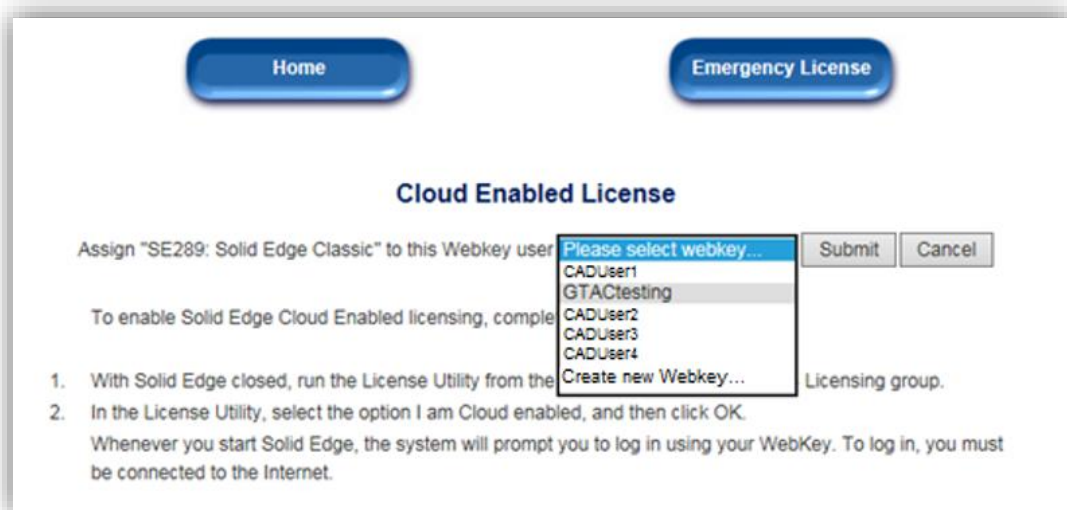 Home
Emergency License
Cloud Enabled License
Assign "SE289: Solid Edge Classic" to this Webkey user Please select webkey... Submit Cancel
CADUser1
GTACtesting
To enable Solid Edge Cloud Enabled licensing, comple CADUser2
CADUser3
CADUser4
1. With Solid Edge closed, run the License Utility from the Create new Webkey... Licensing group.
2. In the License Utility, select the option I am Cloud enabled, and then click OK.
Whenever you start Solid Edge, the system will prompt you to log in using your WebKey. To log in, you must
be connected to the Internet.